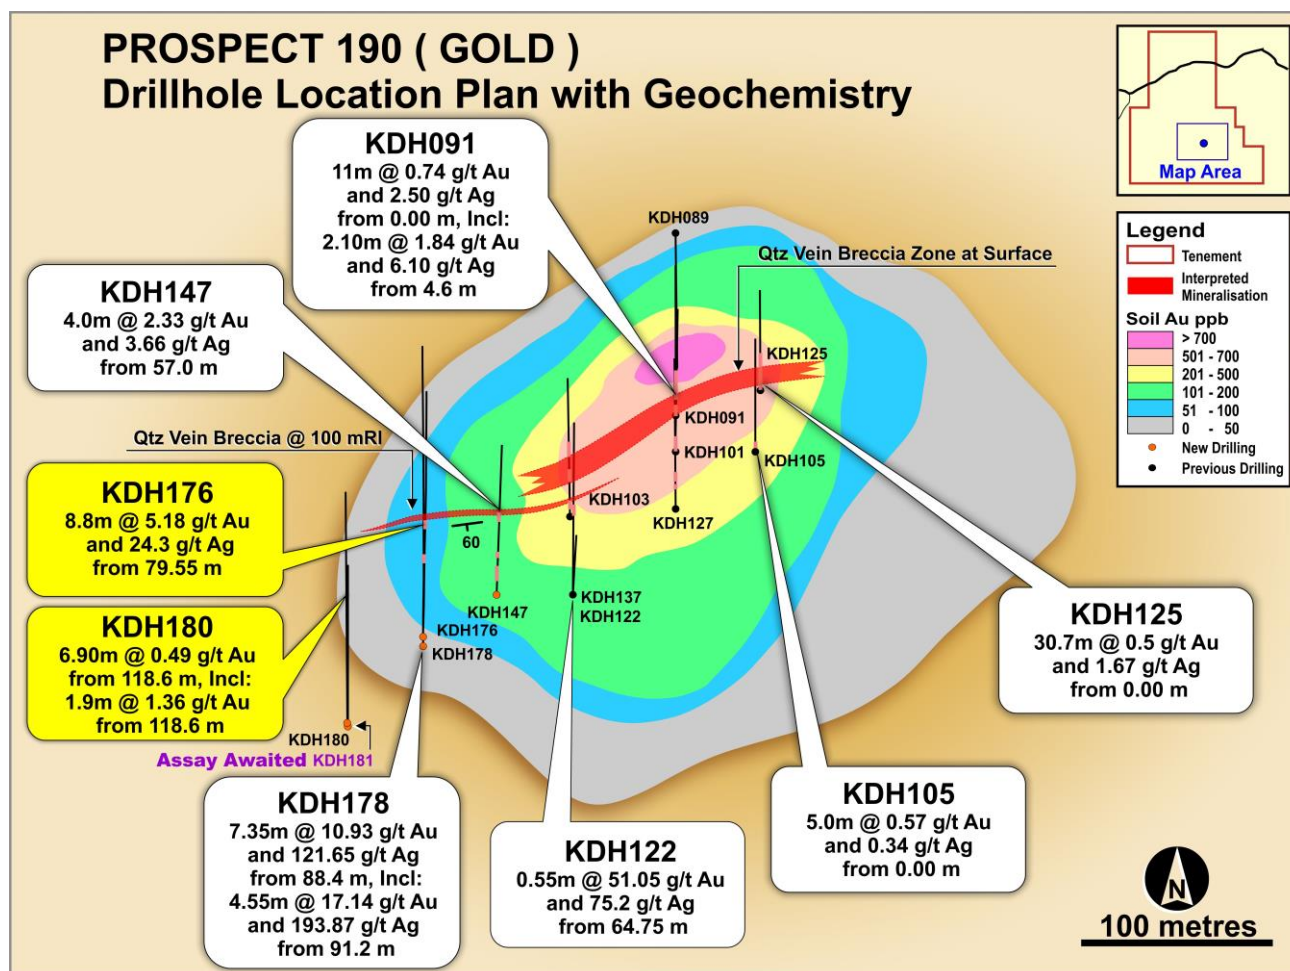 PROSPECT 190 ( GOLD )
Drillhole Location Plan with Geochemistry
Map Area
KDH091
11m @ 0.74 g/t Au
and 2.50 g/t Ag
from 0.00 m, Incl:
2.10m @ 1.84 g/t Au
and 6.10 g/t Ag
from 4.6 m
KDH147
4.0m @ 2.33 g/t Au
and 3.66 g/t Ag
from 57.0 m
KDH089
Qtz Vein Breccia Zone at Surface
Legend
Tenement
Interpreted
Mineralisation
Soil Au ppb
> 700
501 - 700
201 - 500
101 - 200
51 - 100
0 - 50
New Drilling
Previous Drilling
KDH125
KDH091
KDH101
KDH105
KDH103
KDH127
Qtz Vein Breccia @ 100 mRl
60
KDH176
8.8m @ 5.18 g/t Au
and 24.3 g/t Ag
from 79.55 m
KDH147
KDH137
KDH122
KDH176
KDH178
KDH180
6.90m @ 0.49 g/t Au
from 118.6 m, Incl:
1.9m @ 1.36 g/t Au
from 118.6 m
KDH180
Assay Awaited KDH181
KDH125
30.7m @ 0.5 g/t Au
and 1.67 g/t Ag
from 0.00 m
KDH178
7.35m @ 10.93 g/t Au
and 121.65 g/t Ag
from 88.4 m, Incl:
4.55m @ 17.14 g/t Au
and 193.87 g/t Ag
from 91.2 m
KDH122
0.55m @ 51.05 g/t Au
and 75.2 g/t Ag
from 64.75 m
KDH105
5.0m @ 0.57 g/t Au
and 0.34 g/t Ag
from 0.00 m
N
100 metres